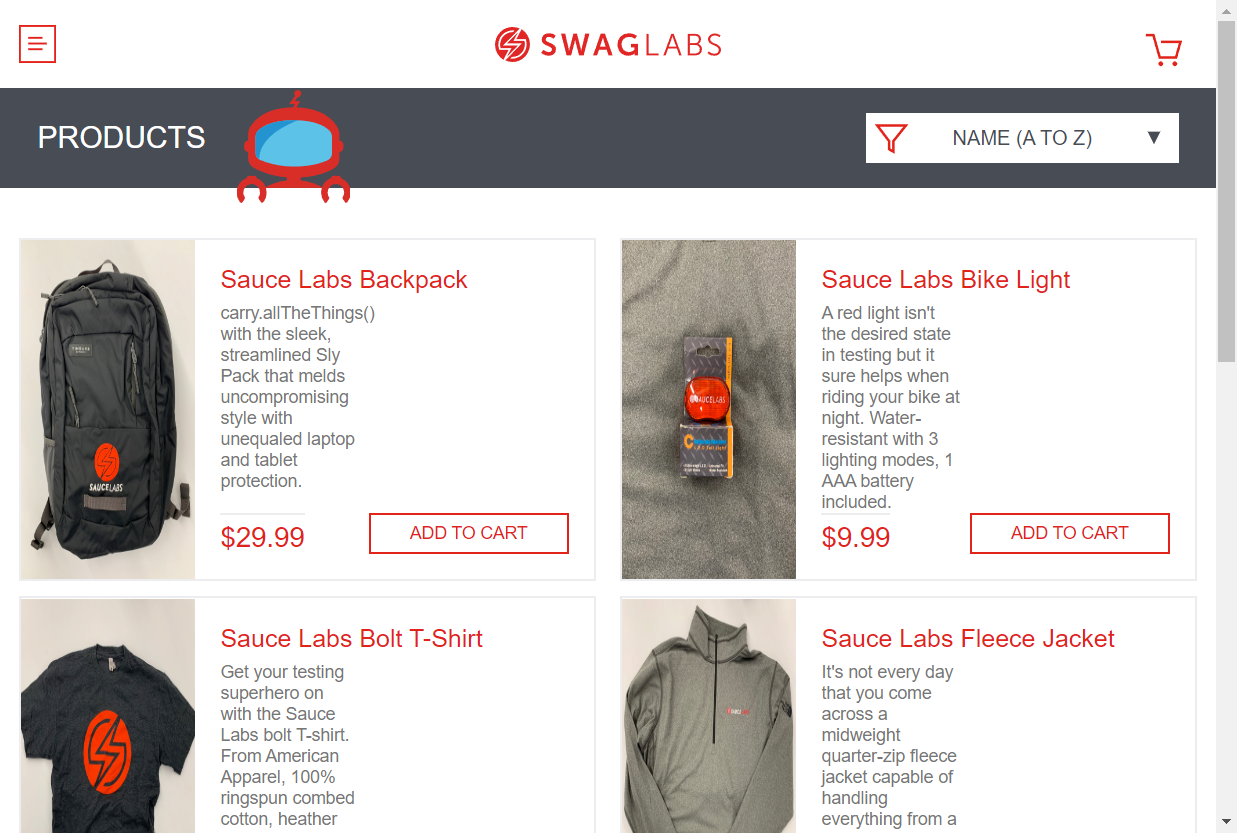 SWAGLABS
PRODUCTS
NAME (A TO Z)
Sauce Labs Backpack
carry.allTheThings()
with the sleek,
streamlined Sly
Pack that melds
uncompromising
style with
unequaled laptop
and tablet
protection.
$29.99
ADD TO CART
SAUCELABS
Sauce Labs Bike Light
A red light isn't
the desired state
in testing but it
sure helps when
riding your bike at
night. Water-
resistant with 3
lighting modes, 1
AAA battery
included.
$9.99
ADD TO CART
SAUCELABS
Sauce Labs Bolt T-Shirt
Get your testing
superhero on
with the Sauce
Labs bolt T-shirt.
From American
Apparel, 100%
ringspun combed
cotton, heather
Sauce Labs Fleece Jacket
It's not every day
that you come
across a
midweight
quarter-zip fleece
jacket capable of
handling
everything from a